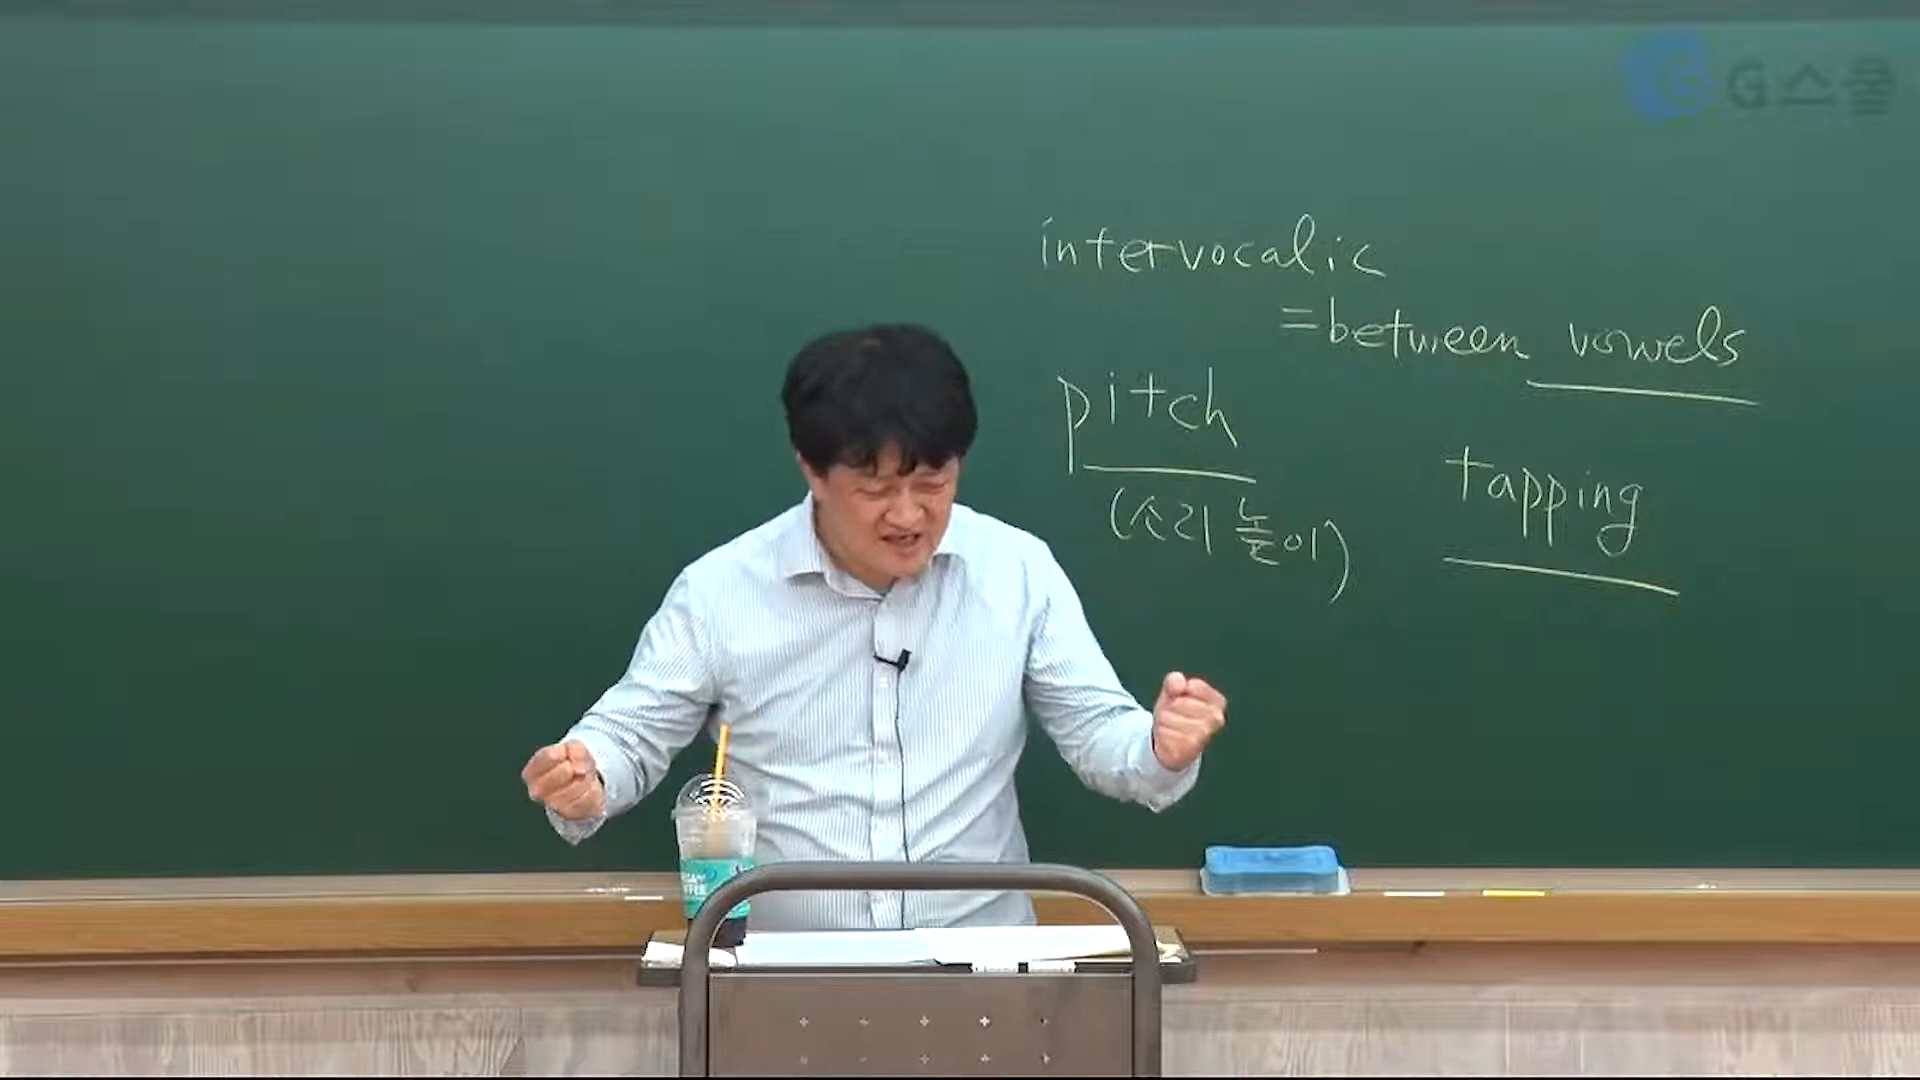 G스쿨
intervocalic
=between vowels
pitch
(소리 높이)
tapping